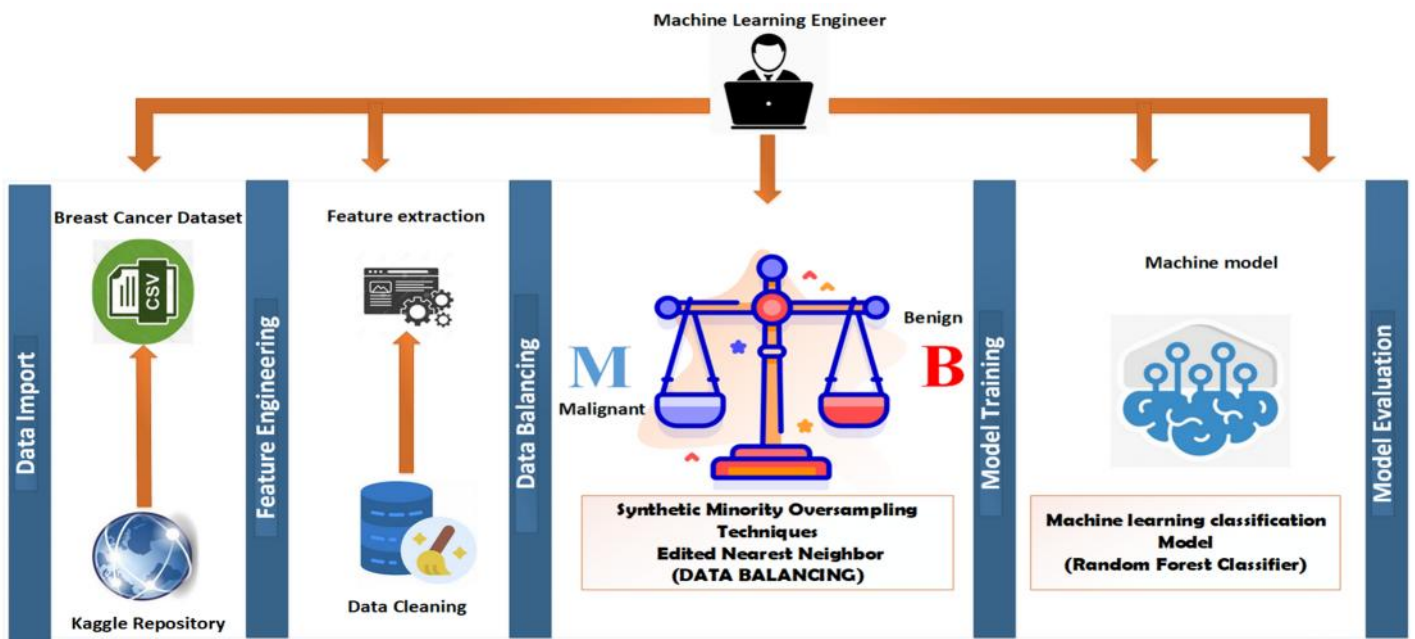 Machine Learning Engineer
Data Import
Breast Cancer Dataset
CSV
Kaggle Repository
Feature Engineering
Feature extraction
Data Cleaning
Data Balancing
M
Malignant
Benign
B
Synthetic Minority Oversampling
Techniques
Edited Nearest Neighbor
(DATA BALANCING)
Model Training
Machine model
Machine learning classification
Model
(Random Forest Classifier)
Model Evaluation